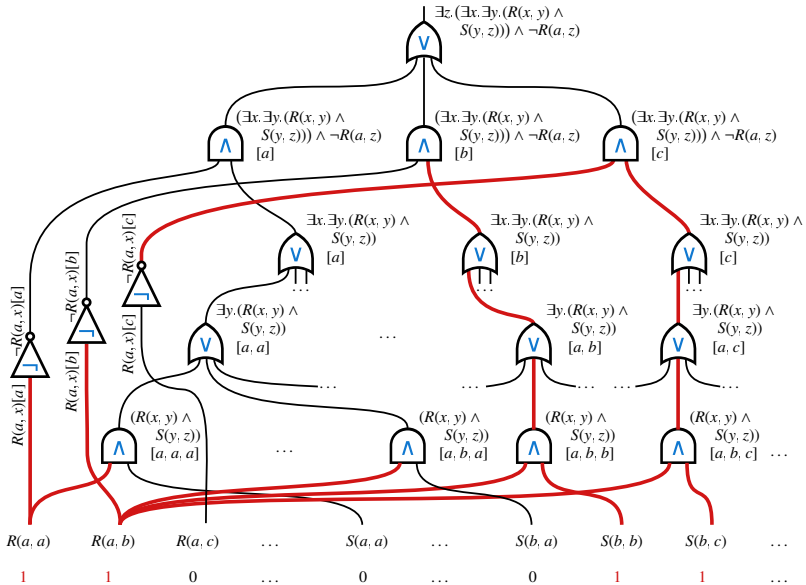 ∃z.(∃x.∃y.(R(x, y) ∧
S(y, z))) ∧ ¬R(a, z)
∨
(∃x.∃y.(R(x, y) ∧
S(y, z))) ∧ ¬R(a, z)
[a]
∧
(∃x.∃y.(R(x, y) ∧
S(y, z))) ∧ ¬R(a, z)
[b]
∧
(∃x.∃y.(R(x, y) ∧
S(y, z))) ∧ ¬R(a, z)
[c]
∧
¬R(a, x)[a]
¬R(a, x)[b]
¬R(a, x)[c]
∃x.∃y.(R(x, y) ∧
S(y, z))
[a]
∨
...
∃x.∃y.(R(x, y) ∧
S(y, z))
[b]
∨
...
∃x.∃y.(R(x, y) ∧
S(y, z))
[c]
∨
...
¬
¬
¬
R(a, x)[a]
R(a, x)[b]
R(a, x)[c]
∃y.(R(x, y) ∧
S(y, z))
[a, a]
∨
...
...
∃y.(R(x, y) ∧
S(y, z))
[a, b]
∨
...
...
∃y.(R(x, y) ∧
S(y, z))
[a, c]
∨
...
...
(R(x, y) ∧
S(y, z))
[a, a, a]
∧
...
(R(x, y) ∧
S(y, z))
[a, b, a]
∧
(R(x, y) ∧
S(y, z))
[a, b, b]
∧
(R(x, y) ∧
S(y, z))
[a, b, c]
∧
...
R(a, a) R(a, b) R(a, c) ... S(a, a) ... S(b, a) S(b, b) S(b, c) ...
1 1 0 ... 0 ... 0 1 1 ...